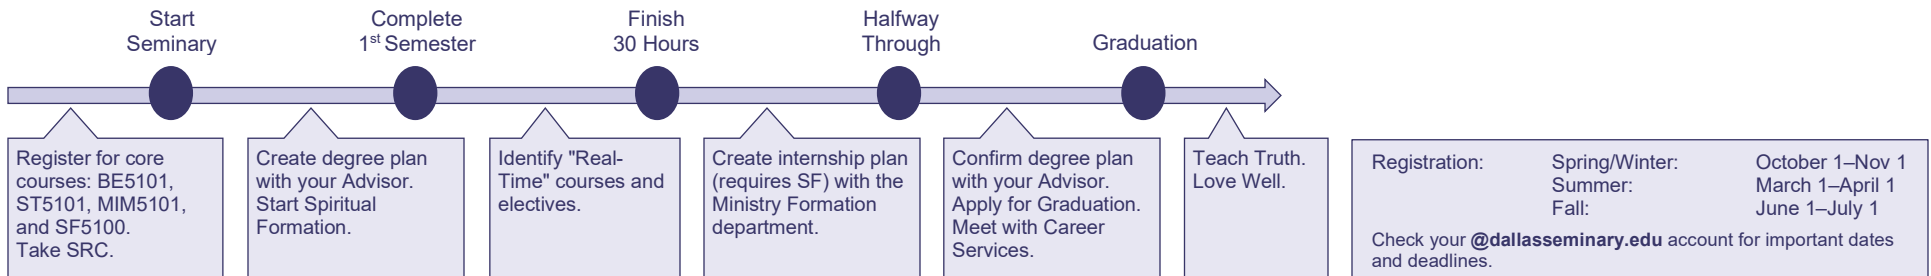 Start
Seminary
Complete
1st Semester
Finish
30 Hours
Halfway
Through
Graduation
Register for core
courses: BE5101,
ST5101, MIM5101,
and SF5100.
Take SRC.
Create degree plan
with your Advisor.
Start Spiritual
Formation.
Identify "Real-
Time" courses and
electives.
Create internship plan
(requires SF) with the
Ministry Formation
department.
Confirm degree plan
with your Advisor.
Apply for Graduation.
Meet with Career
Services.
Teach Truth.
Love Well.
Registration: Spring/Winter: October 1–Nov 1
Summer: March 1–April 1
Fall: June 1–July 1
Check your @dallasseminary.edu account for important dates
and deadlines.